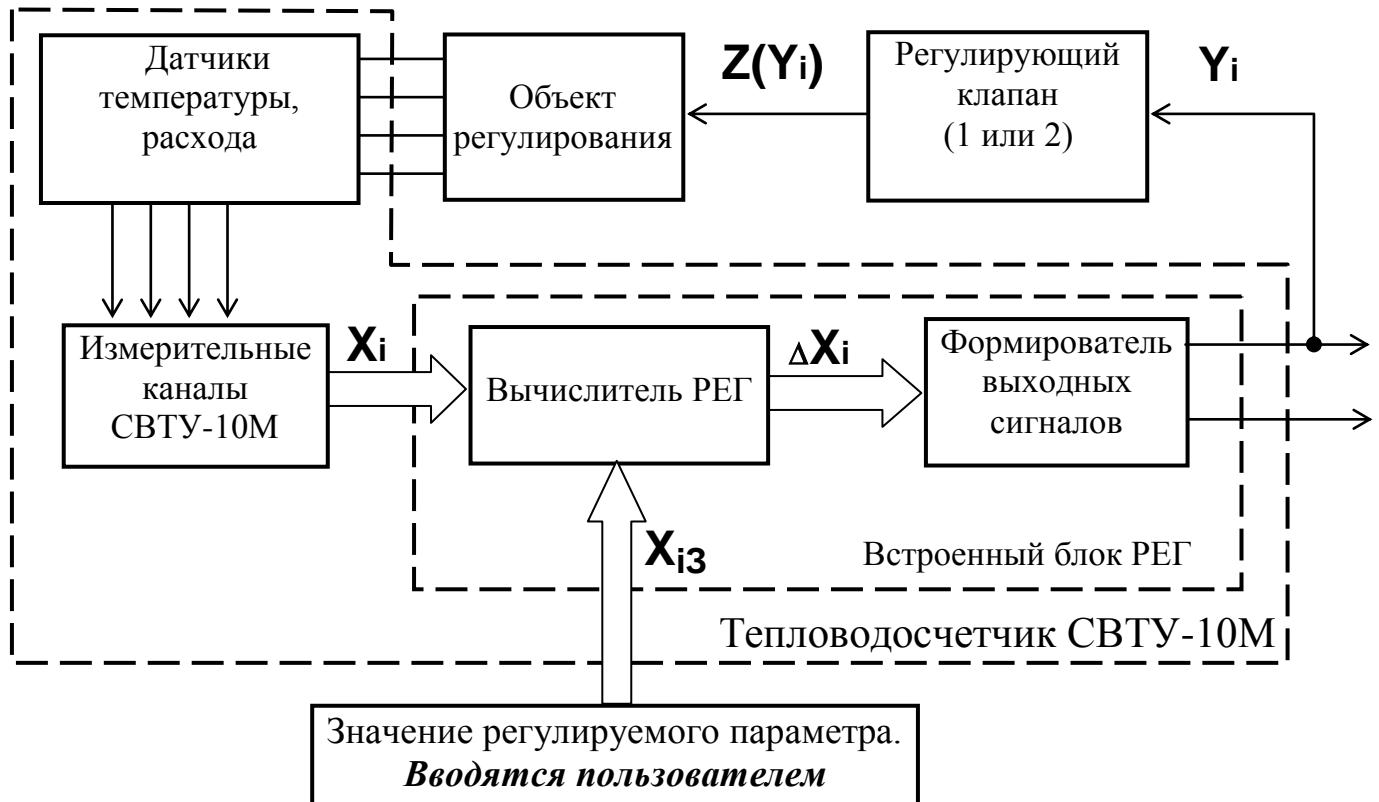 Датчики
температуры,
расхода
Объект
регулирования
Z(Yi)
Регулирующий
клапан
(1 или 2)
Yi
Измерительные
каналы
СВТУ-10М
Xi
Вычислитель РЕГ
ΔXi
Формирователь
выходных
сигналов
Xi3
Встроенный блок РЕГ
Тепловодосчетчик СВТУ-10М
Значение регулируемого параметра.
Вводятся пользователем